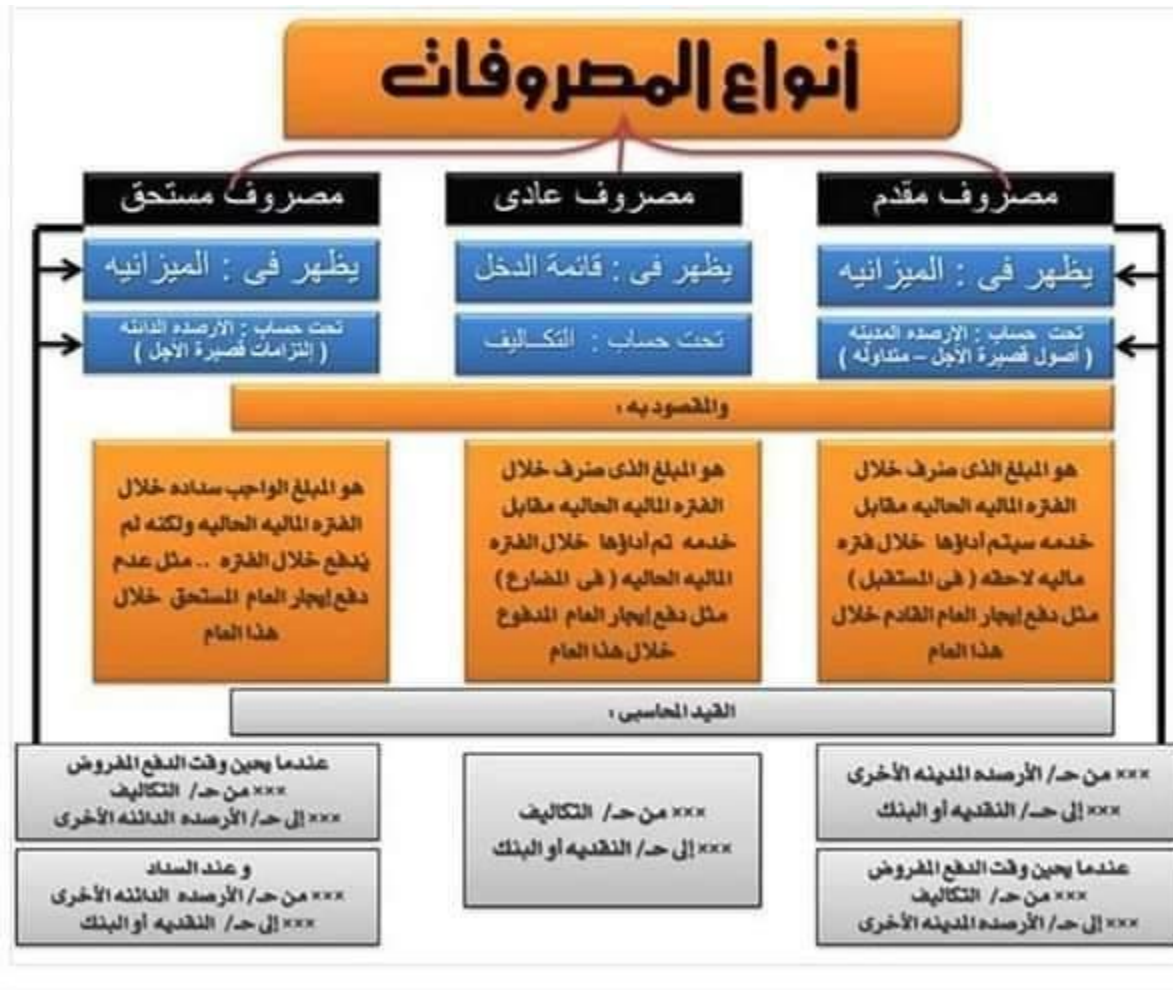 أنواع المصروفات
مصروف مقدم
مصروف عادى
مصروف مستحق
يظهر فى : الميزانيه
يظهر فى : قائمة الدخل
يظهر فى : الميزانيه
تحت حساب : الارصده المدينه
( اصول قصيرة الأجل – متداوله )
تحت حساب : التكاليف
تحت حساب : الارصده الدائنه
( إلتزامات قصيرة الأجل )
والمقصود به :
هو المبلغ الذى صرف خلال
الفتره الماليه الحاليه مقابل
خدمه سيتم أداؤها خلال فتره
ماليه لاحقه ( فى المستقبل )
مثل دفع إيجار العام القادم خلال
هذا العام
هو المبلغ الذى صرف خلال
الفتره الماليه الحاليه مقابل
خدمه تم أداؤها خلال الفتره
الماليه الحاليه ( فى المضارع )
مثل دفع إيجار العام المدفوع
خلال هذا العام
هو المبلغ الواجب سداده خلال
الفتره الماليه الحاليه ولكنه لم
يُدفع خلال الفتره .. مثل عدم
دفع إيجار العام المستحق خلال
هذا العام
القيد المحاسبى :
××× من حـ/ الأرصده المدينه الأخرى
××× إلى حـ/ النقديه أو البنك
عندما يحين وقت الدفع المفروض
××× من حـ/ التكاليف
××× إلى حـ/ الأرصده المدينه الأخرى
××× من حـ/ التكاليف
××× إلى حـ/ النقديه أو البنك
عندما يحين وقت الدفع المفروض
××× من حـ/ التكاليف
××× إلى حـ/ الأرصده الدائنه الأخرى
و عند السداد
××× من حـ/ الأرصده الدائنه الأخرى
××× إلى حـ/ النقديه أو البنك